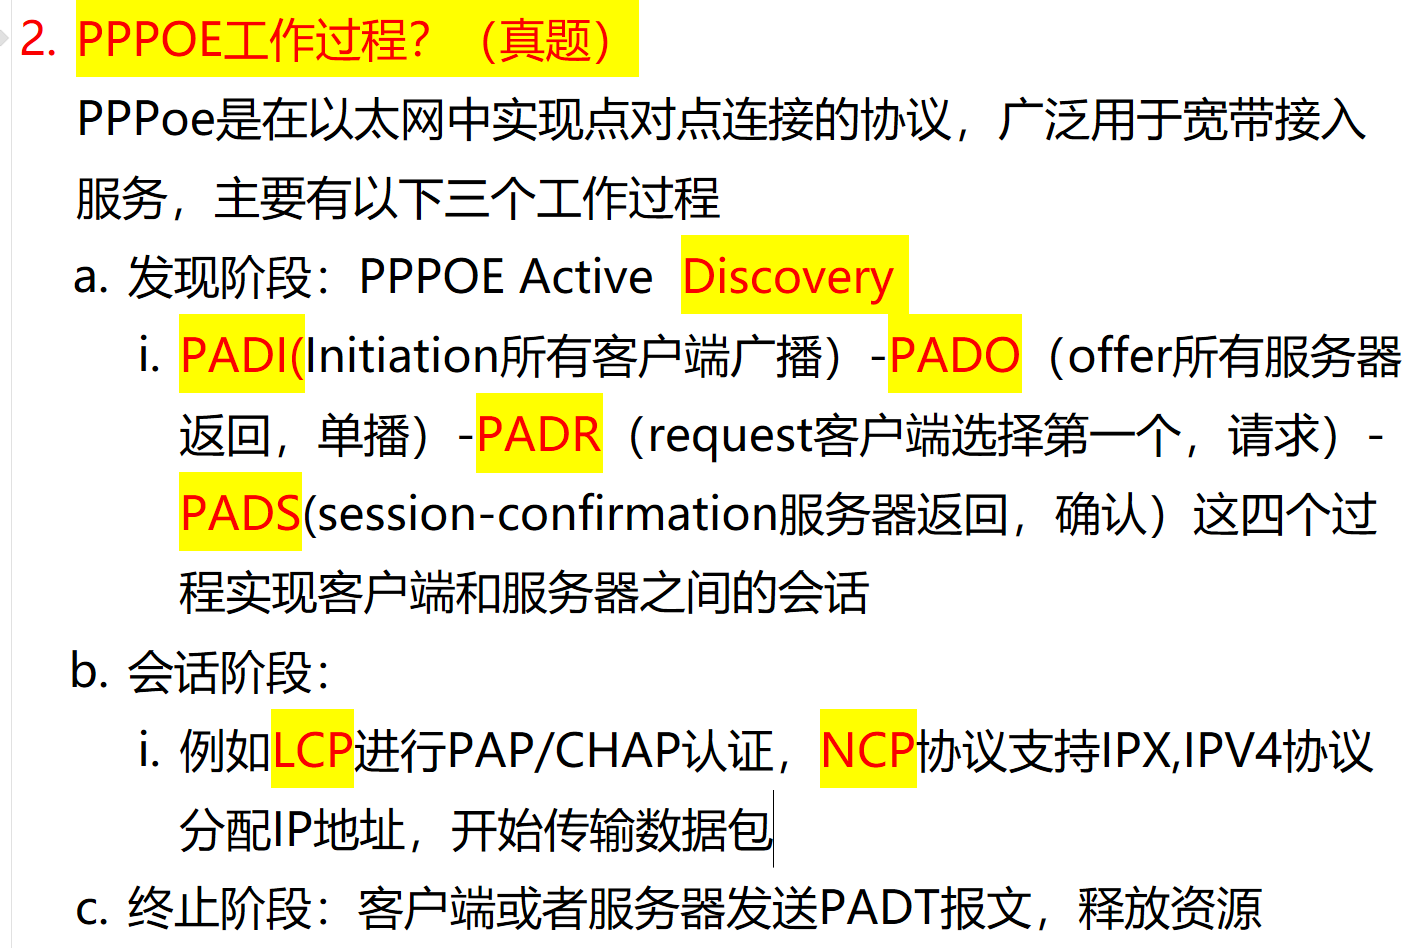 2. PPPOE工作过程？（真题）
PPPoe是在以太网中实现点对点连接的协议，广泛用于宽带接入
服务，主要有以下三个工作过程
a. 发现阶段：PPPOE Active Discovery
i. PADI(Initiation所有客户端广播）-PADO（offer所有服务器
返回，单播）-PADR（request客户端选择第一个，请求）-
PADS(session-confirmation服务器返回，确认）这四个过
程实现客户端和服务器之间的会话
b. 会话阶段：
i. 例如LCP进行PAP/CHAP认证，NCP协议支持IPX,IPV4协议
分配IP地址，开始传输数据包
c. 终止阶段：客户端或者服务器发送PADT报文，释放资源